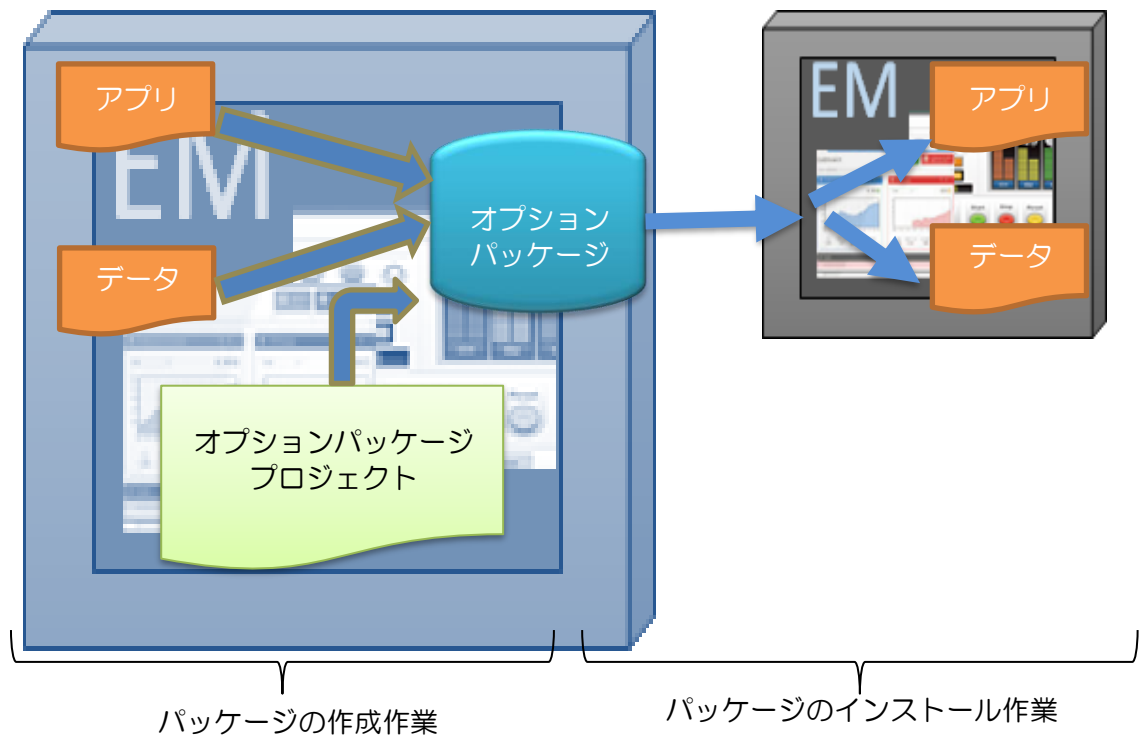 アプリ
EM
データ
オプション
パッケージ
オプションパッケージ
プロジェクト
EM
アプリ
データ
パッケージの作成作業
パッケージのインストール作業